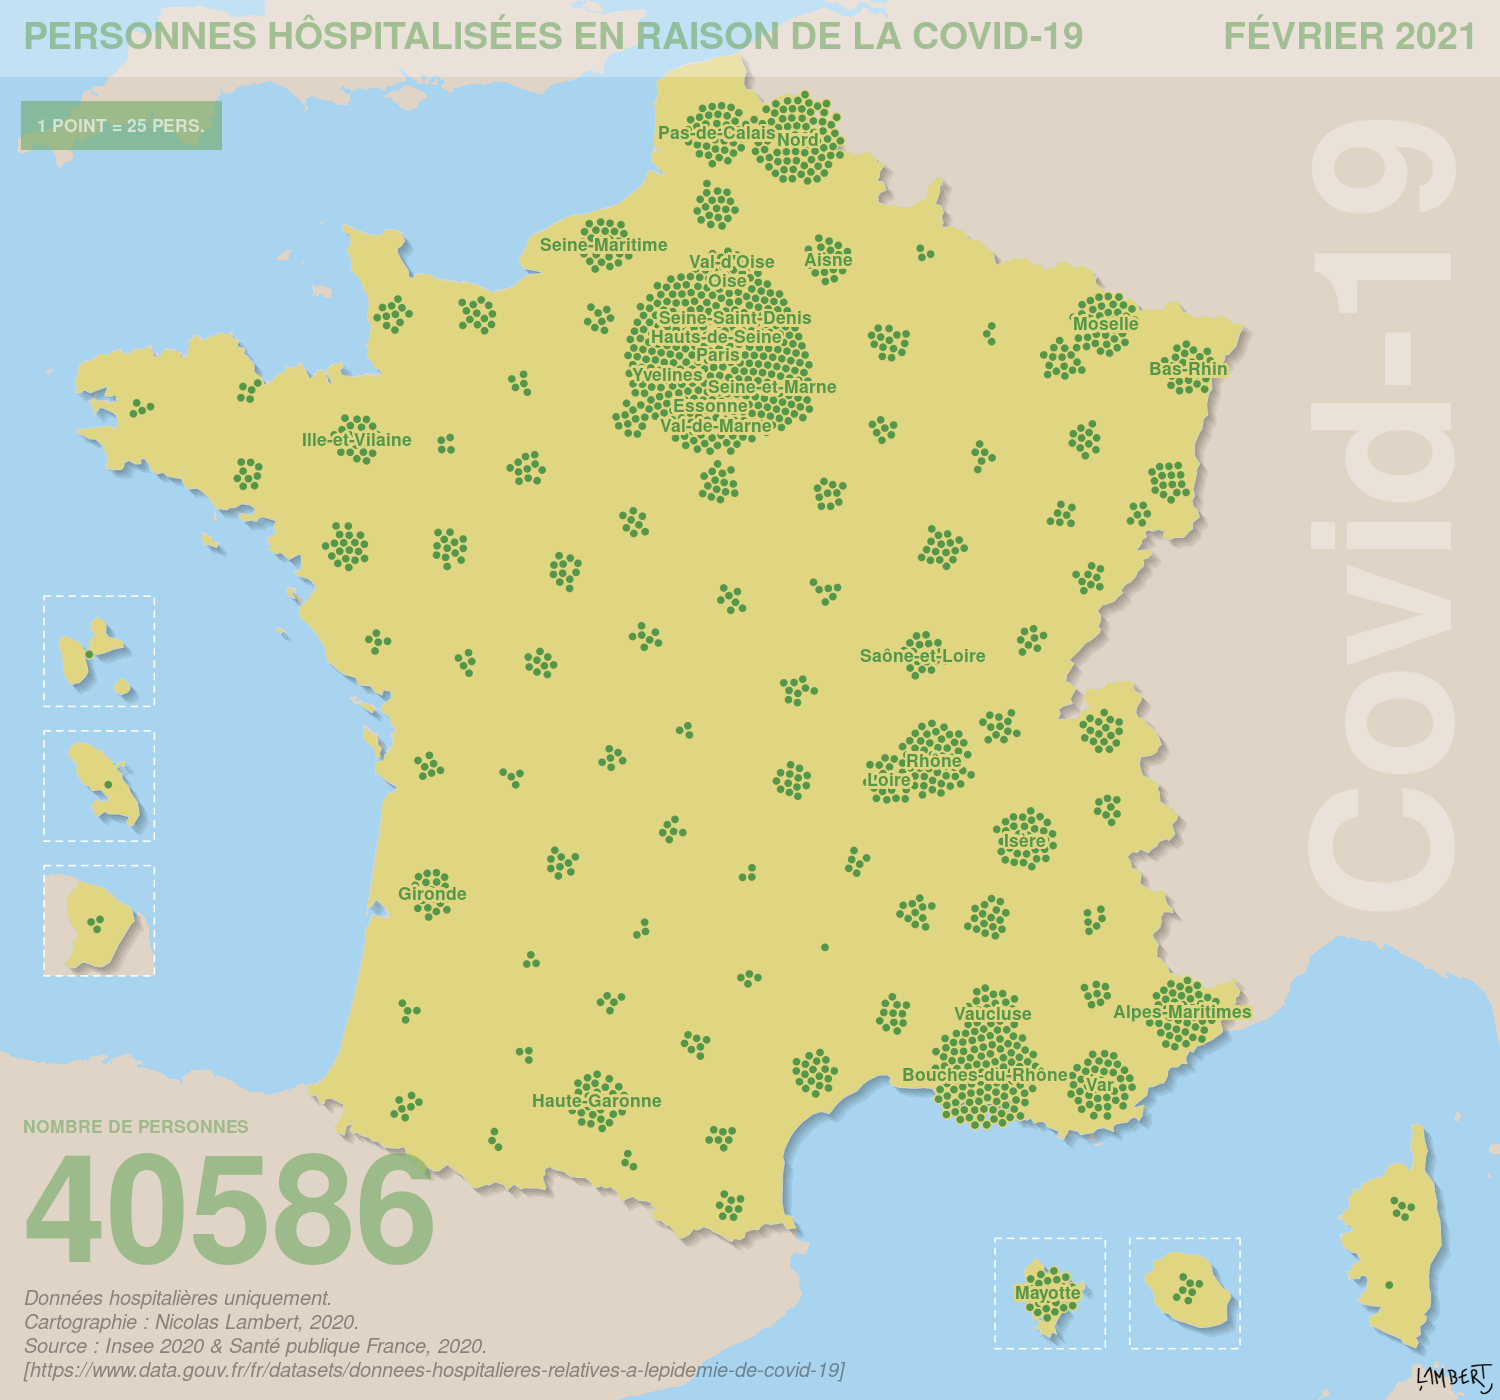 PERSONNES HÔSPITALISÉES EN RAISON DE LA COVID-19
FÉVRIER 2021
1 POINT = 25 PERS.
Covid-19
Pas-de-Calais
Nord
Seine-Maritime
Val-d'Oise
Aisne
Oise
Seine-Saint-Denis
Moselle
Hauts-de-Seine
Paris
Bas-Rhin
Yvelines
Seine-et-Marne
Essonne
Val-de-Marne
Ille-et-Vilaine
Saône-et-Loire
Rhône
Loire
Isère
Gironde
Vaucluse
Alpes-Maritimes
Bouches-du-Rhône
Var
Haute-Garonne
Mayotte
NOMBRE DE PERSONNES
40586
Données hospitalières uniquement.
Cartographie : Nicolas Lambert, 2020.
Source : Insee 2020 & Santé publique France, 2020.
[https://www.data.gouv.fr/fr/datasets/donnees-hospitalieres-relatives-a-lepidemie-de-covid-19]
LAMBERT